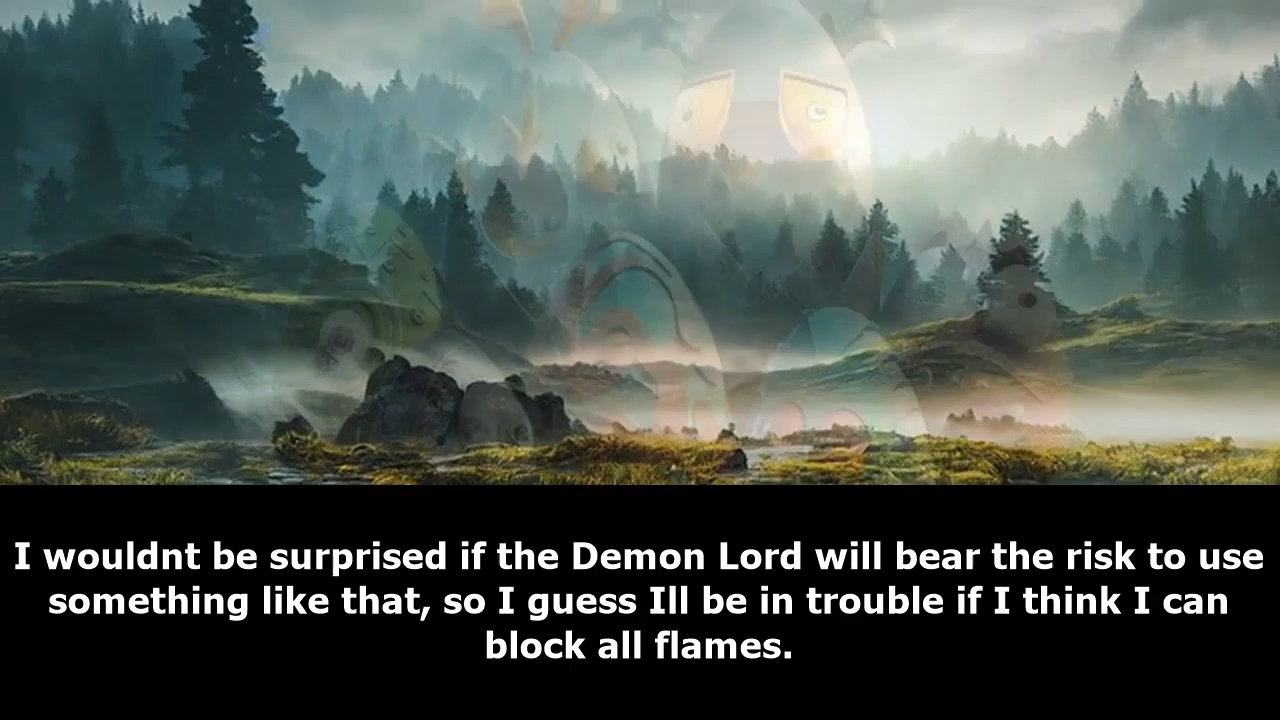 I wouldnt be surprised if the Demon Lord will bear the risk to use
something like that, so I guess Ill be in trouble if I think I can
block all flames.